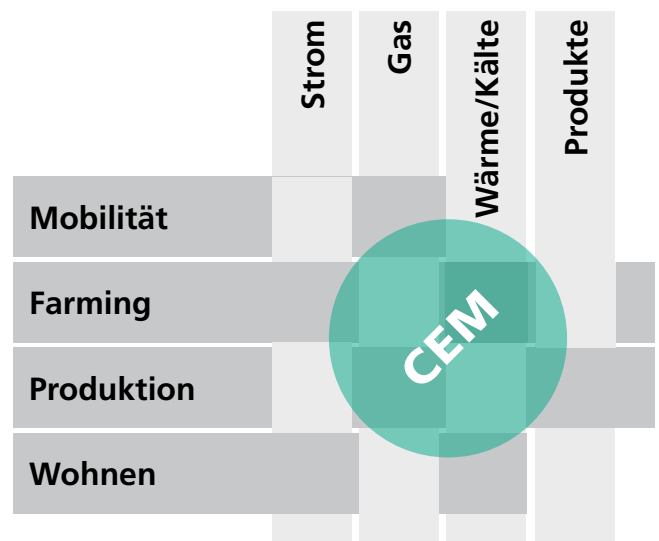 Strom
Gas
Wärme/Kälte
Produkte
Mobilität
Farming
Produktion
Wohnen
CEM